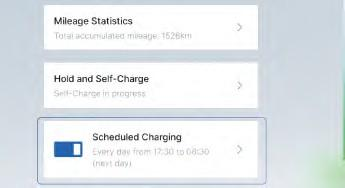 Mileage Statistics
Total accumulated mileage: 1526km
Hold and Self-Charge
Self-Charge in progress
Scheduled Charging
Every day from 17:30 to 08:30
(next day)